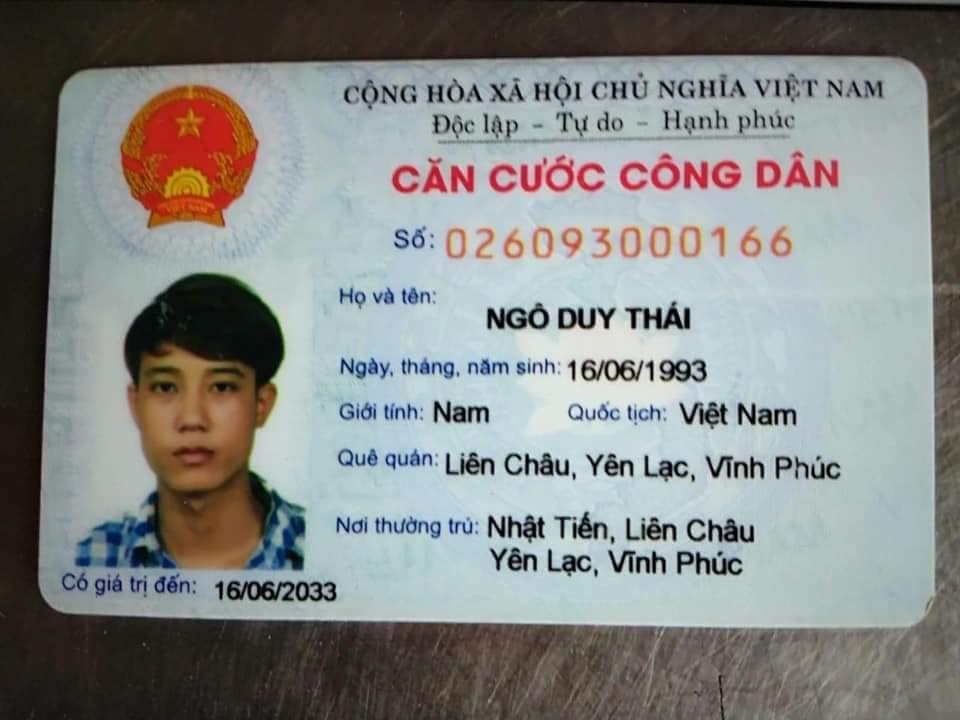 CỘNG HÒA XÃ HỘI CHỦ NGHĨA VIỆT NAM
Độc lập - Tự do - Hạnh phúc
CĂN CƯỚC CÔNG DÂN
Số: 026093000166
Họ và tên:
NGÔ DUY THÁI
Ngày, tháng, năm sinh: 16/06/1993
Giới tính: Nam Quốc tịch: Việt Nam
Quê quán: Liên Châu, Yên Lạc, Vĩnh Phúc
Nơi thường trú: Nhật Tiến, Liên Châu
Yên Lạc, Vĩnh Phúc
Có giá trị đến: 16/06/2033